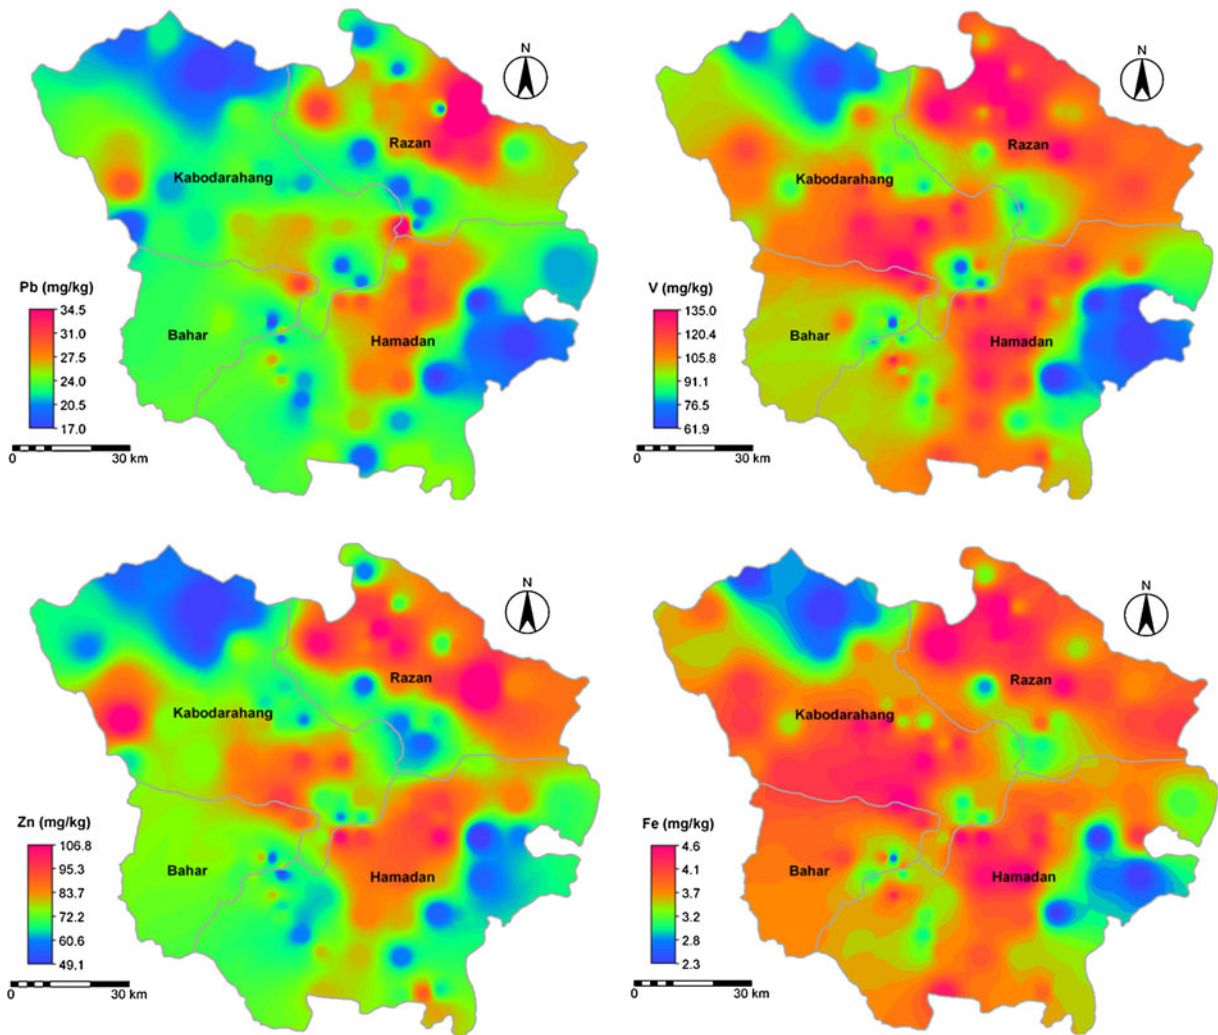 N
Razan
Kabodarahang
Pb (mg/kg)
34.5
31.0
27.5
24.0
20.5
17.0
Bahar
Hamadan
0 30 km
N
Razan
Kabodarahang
V (mg/kg)
135.0
120.4
105.8
91.1
76.5
61.9
Bahar
Hamadan
0 30 km
N
Razan
Kabodarahang
Zn (mg/kg)
106.8
95.3
83.7
72.2
60.6
49.1
Bahar
Hamadan
0 30 km
N
Razan
Kabodarahang
Fe (mg/kg)
4.6
4.1
3.7
3.2
2.8
2.3
Bahar
Hamadan
0 30 km